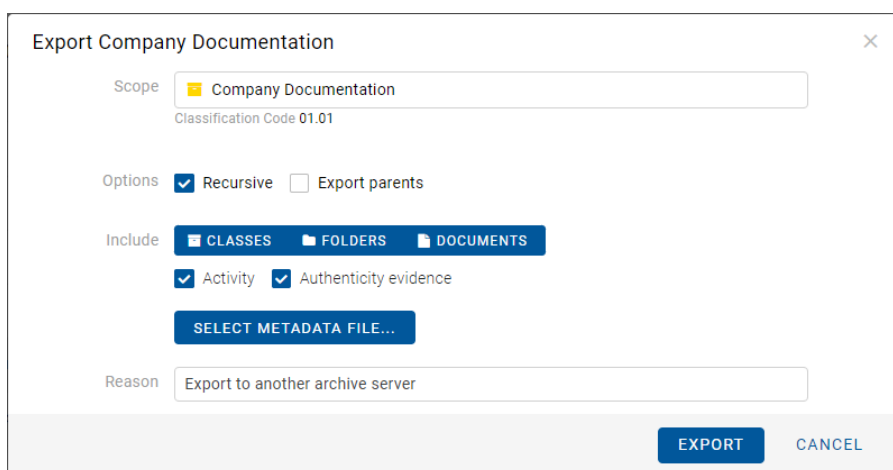 Export Company Documentation
Scope Company Documentation
Classification Code 01.01
Options Recursive Export parents
Include CLASSES FOLDERS DOCUMENTS
Activity Authenticity evidence
SELECT METADATA FILE...
Reason Export to another archive server
EXPORT CANCEL